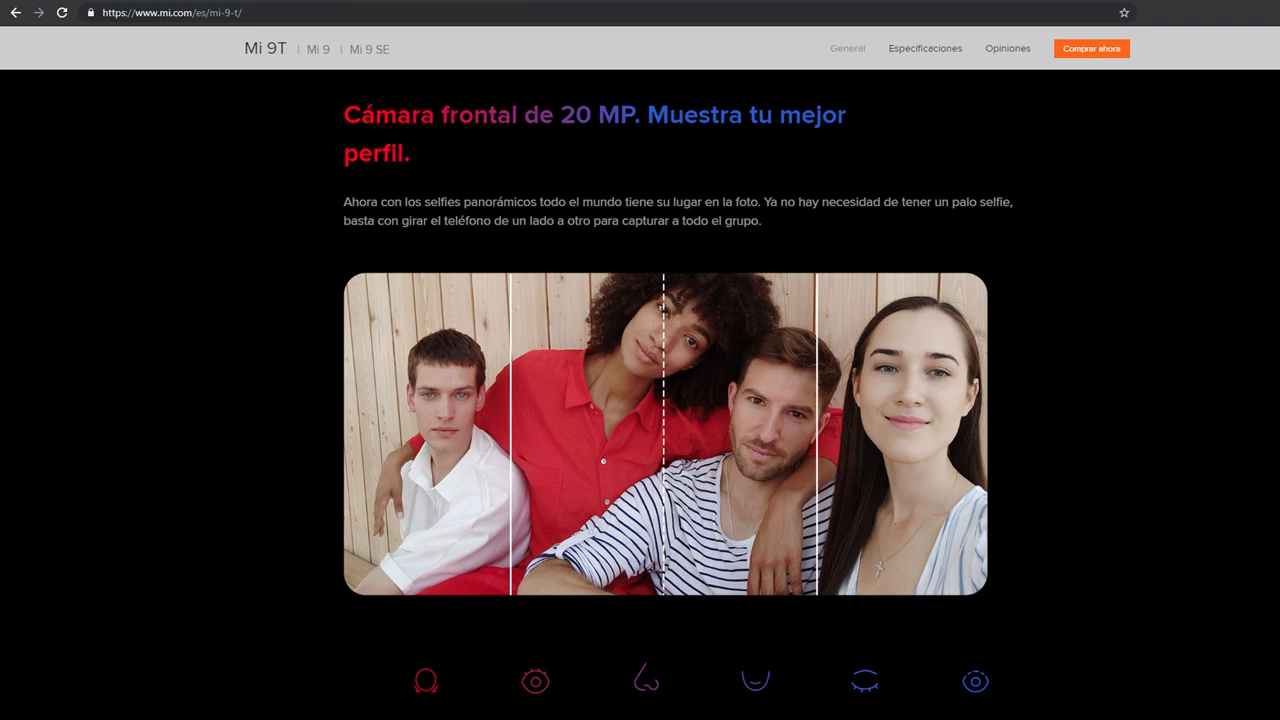 https://www.mi.com/es/mi-9-t/
Mi 9T | Mi 9 | Mi 9 SE
General Especificaciones Opiniones Comprar ahora
Cámara frontal de 20 MP. Muestra tu mejor
perfil.
Ahora con los selfies panorámicos todo el mundo tiene su lugar en la foto. Ya no hay necesidad de tener un palo selfie,
basta con girar el teléfono de un lado a otro para capturar a todo el grupo.